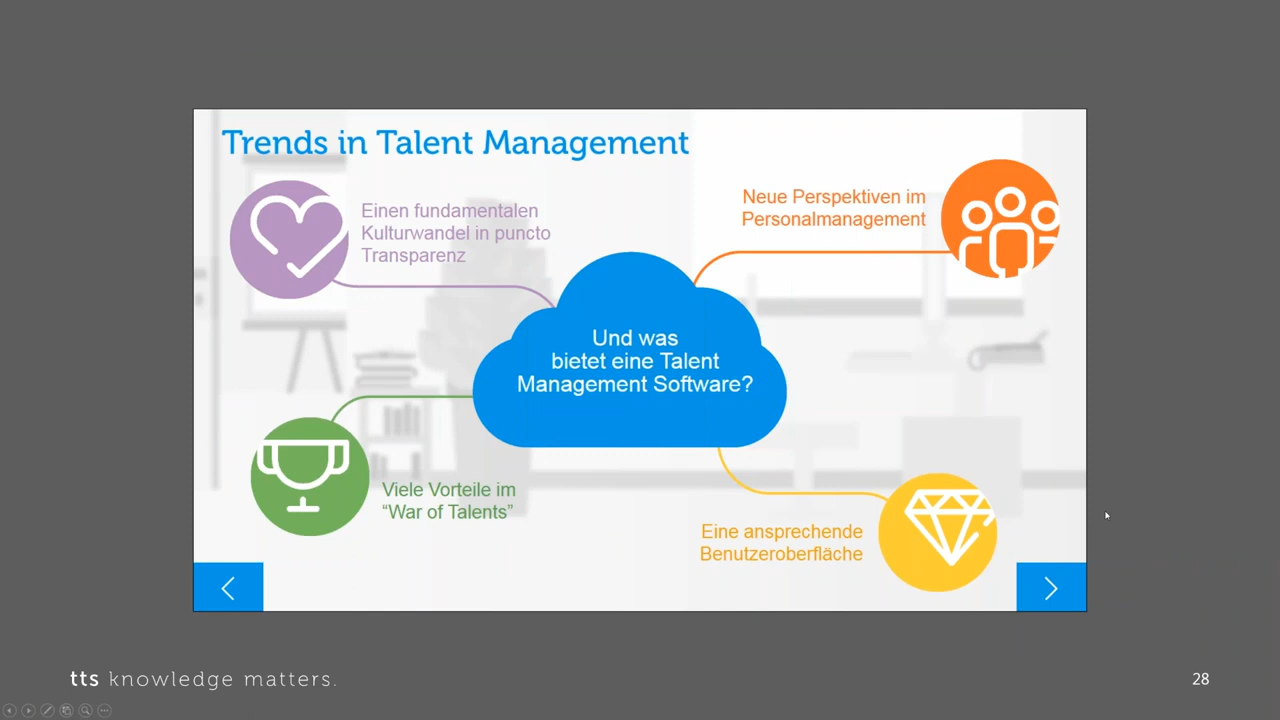 Trends in Talent Management
Einen fundamentalen
Kulturwandel in puncto
Transparenz
Neue Perspektiven im
Personalmanagement
Und was
bietet eine Talent
Management Software?
Viele Vorteile im
“War of Talents”
Eine ansprechende
Benutzeroberfläche
tts knowledge matters.
28